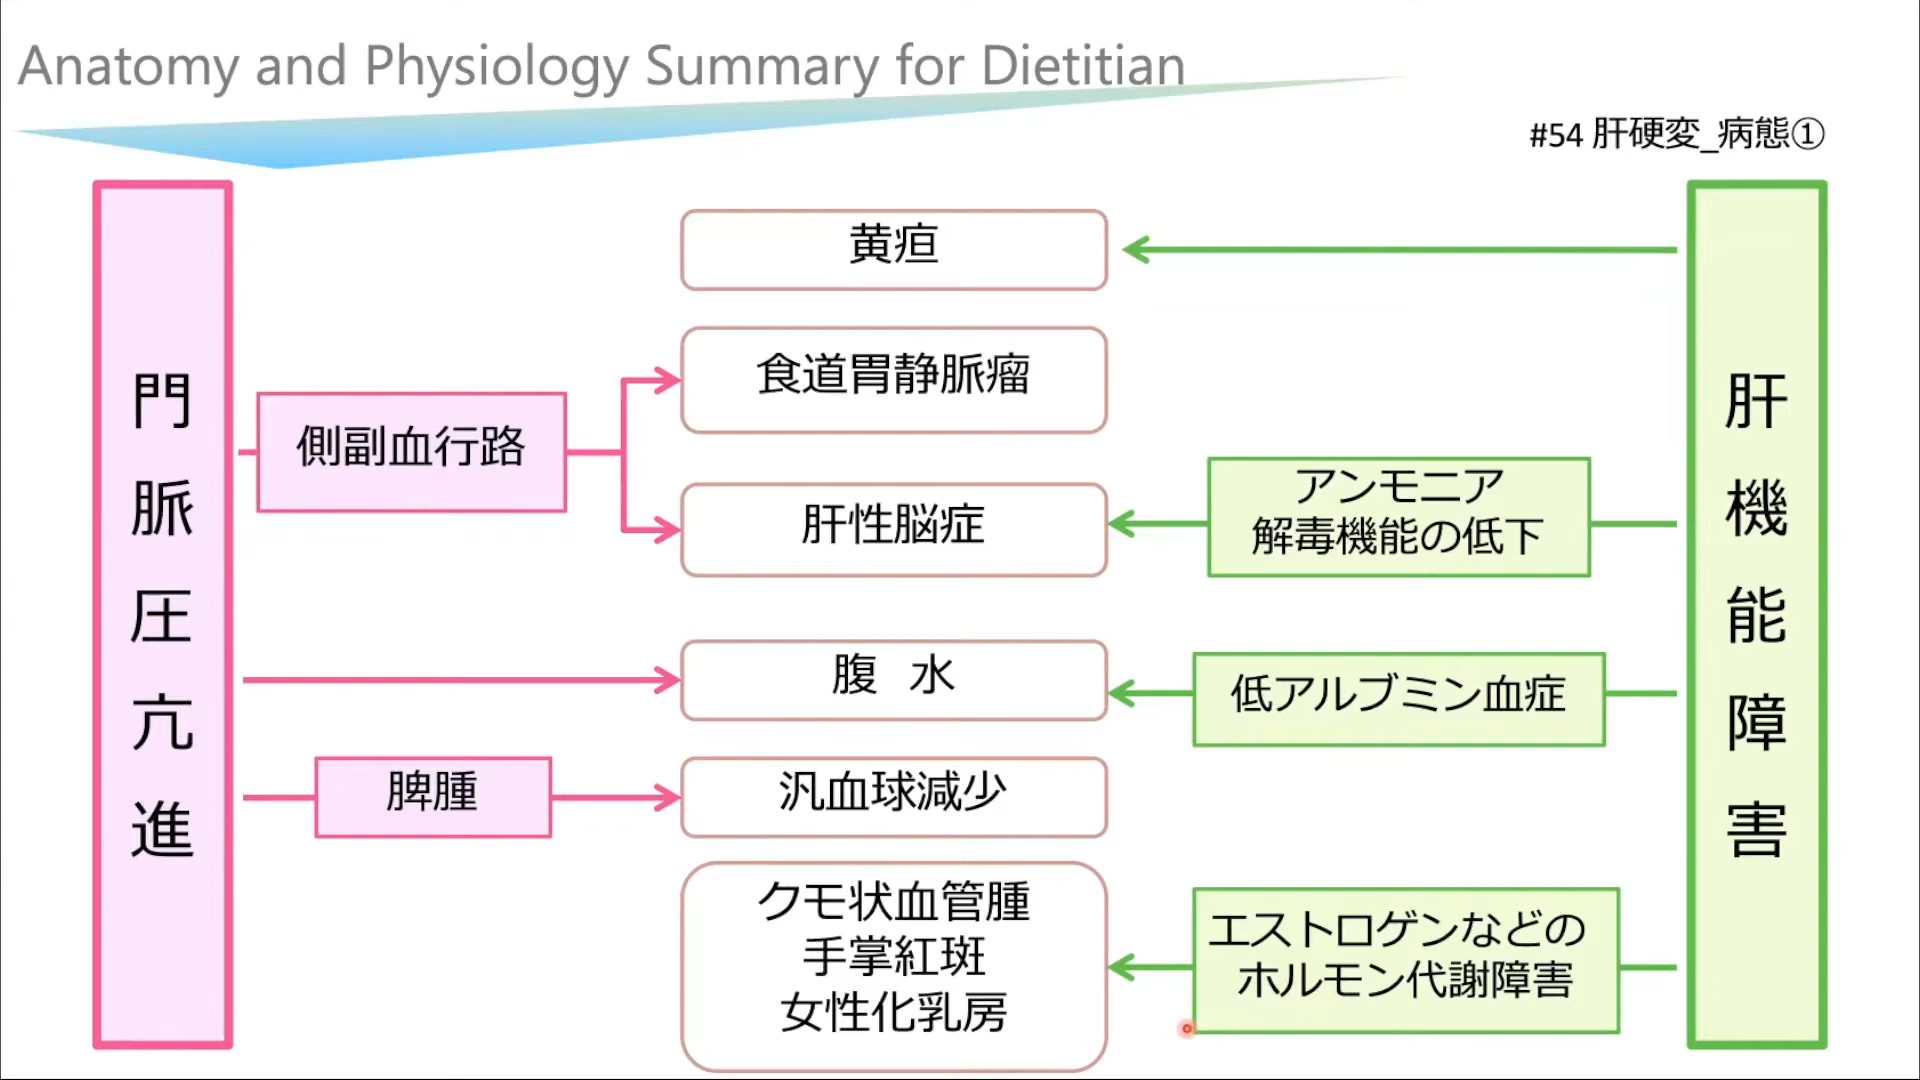 Anatomy and Physiology Summary for Dietitian
#54 肝硬変_病態①
門脈圧亢進
側副血行路
脾腫
黄疸
食道胃静脈瘤
肝性脳症
腹 水
汎血球減少
クモ状血管腫
手掌紅斑
女性化乳房
アンモニア
解毒機能の低下
低アルブミン血症
エストロゲンなどの
ホルモン代謝障害
肝機能障害